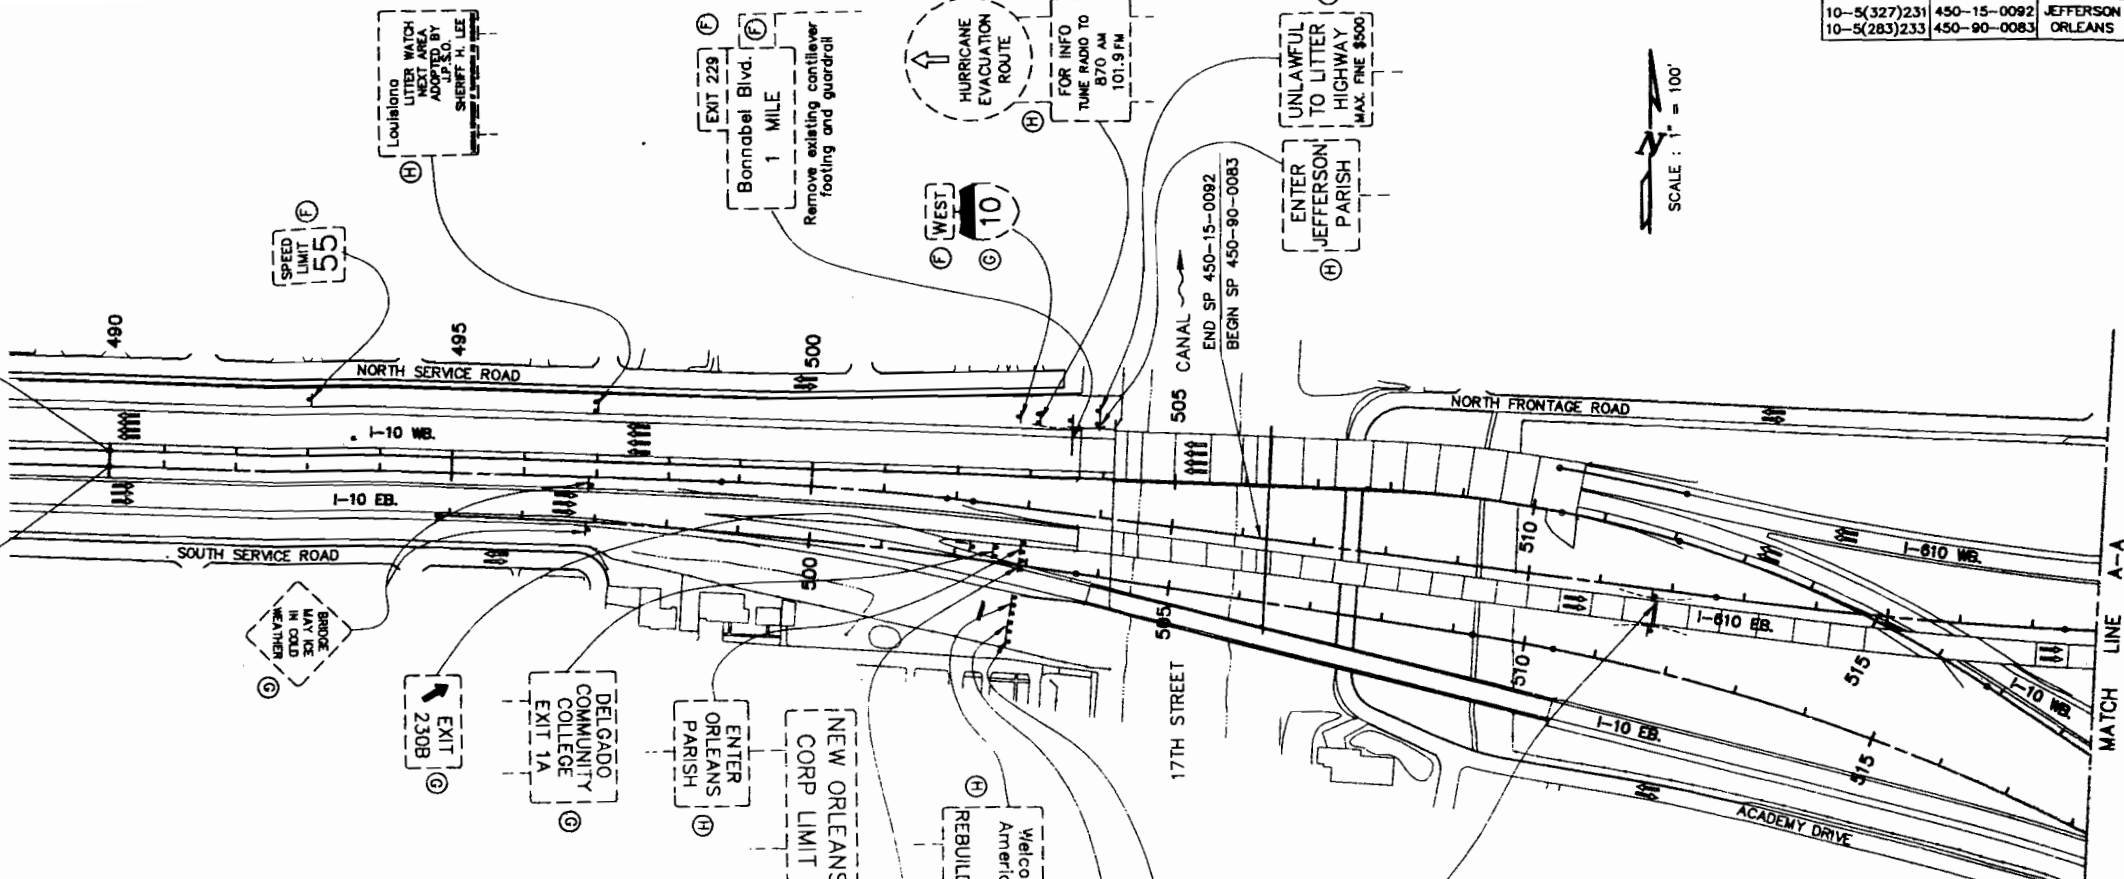 10-5(327)231 450-15-0092 JEFFERSON
10-5(283)233 450-90-0083 ORLEANS
Louisiana
LITTER WATCH
NEXT AREA
ADOPTED BY
J.P.S.O.
SHERIFF H. LEE
H
SPEED
LIMIT
55
F
EXIT 229
F
Bonnabel Blvd.
1 MILE
F
Remove existing cantilever
footing and guardrail
HURRICANE
EVACUATION
ROUTE
H
FOR INFO
TUNE RADIO TO
870 AM
101.9 FM
WEST
F
10
G
UNLAWFUL
TO LITTER
HIGHWAY
MAX. FINE $500
ENTER
JEFFERSON
PARISH
H
N
SCALE : 1" = 100'
CANAL
END SP 450-15-0092
BEGIN SP 450-90-0083
490
495
500
505
NORTH SERVICE ROAD
I-10 WB.
I-10 EB.
SOUTH SERVICE ROAD
500
505
510
510
515
515
NORTH FRONTAGE ROAD
I-610 WB.
I-610 EB.
I-10 WB.
I-10 EB.
ACADEMY DRIVE
17TH STREET
MATCH LINE A-A
BRIDGE
MAY ICE
IN COLD
WEATHER
G
EXIT
230B
G
DELGADO
COMMUNITY
COLLEGE
EXIT 1A
G
ENTER
ORLEANS
PARISH
H
NEW ORLEANS
CORP LIMIT
H
Welco
Americ
REBUILD